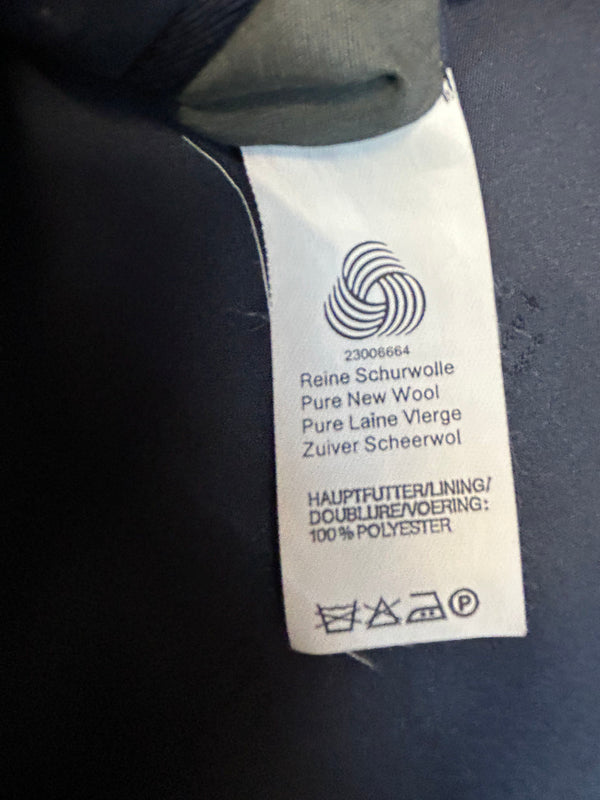 23006664
Reine Schurwolle
Pure New Wool
Pure Laine Vierge
Zuiver Scheerwol
HAUPTFUTTER/LINING/
DOUBLURE/VOERING:
100% POLYESTER
P